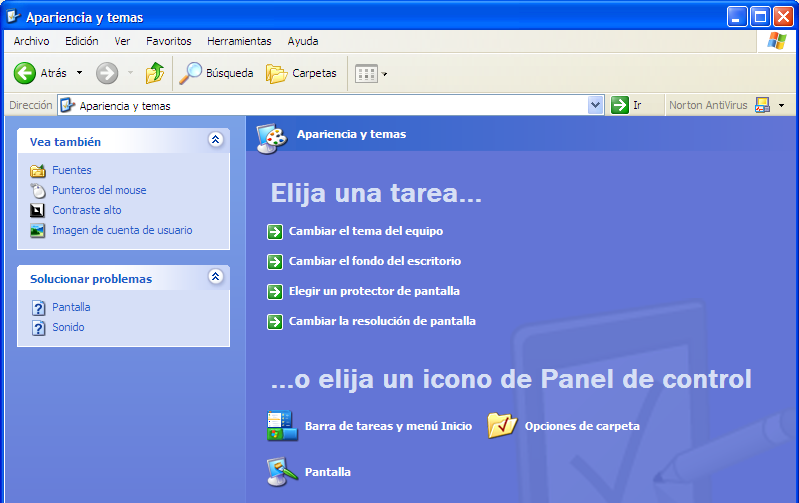 Apariencia y temas
Archivo Edición Ver Favoritos Herramientas Ayuda
Atrás Búsqueda Carpetas
Dirección Apariencia y temas Ir Norton AntiVirus
Vea también
Fuentes
Punteros del mouse
Contraste alto
Imagen de cuenta de usuario
Solucionar problemas
Pantalla
Sonido
Apariencia y temas
Elija una tarea...
Cambiar el tema del equipo
Cambiar el fondo del escritorio
Elegir un protector de pantalla
Cambiar la resolución de pantalla
...o elija un icono de Panel de control
Barra de tareas y menú Inicio Opciones de carpeta
Pantalla